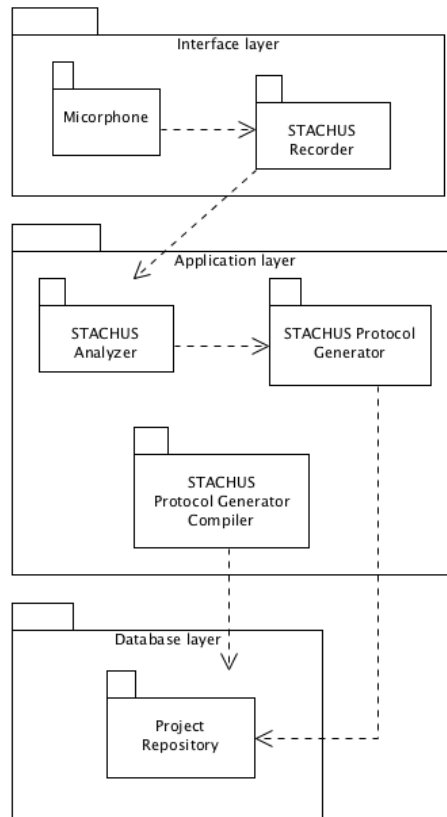 Interface layer
Micorphone
STACHUS
Recorder
Application layer
STACHUS
Analyzer
STACHUS Protocol
Generator
STACHUS
Protocol Generator
Compiler
Database layer
Project
Repository